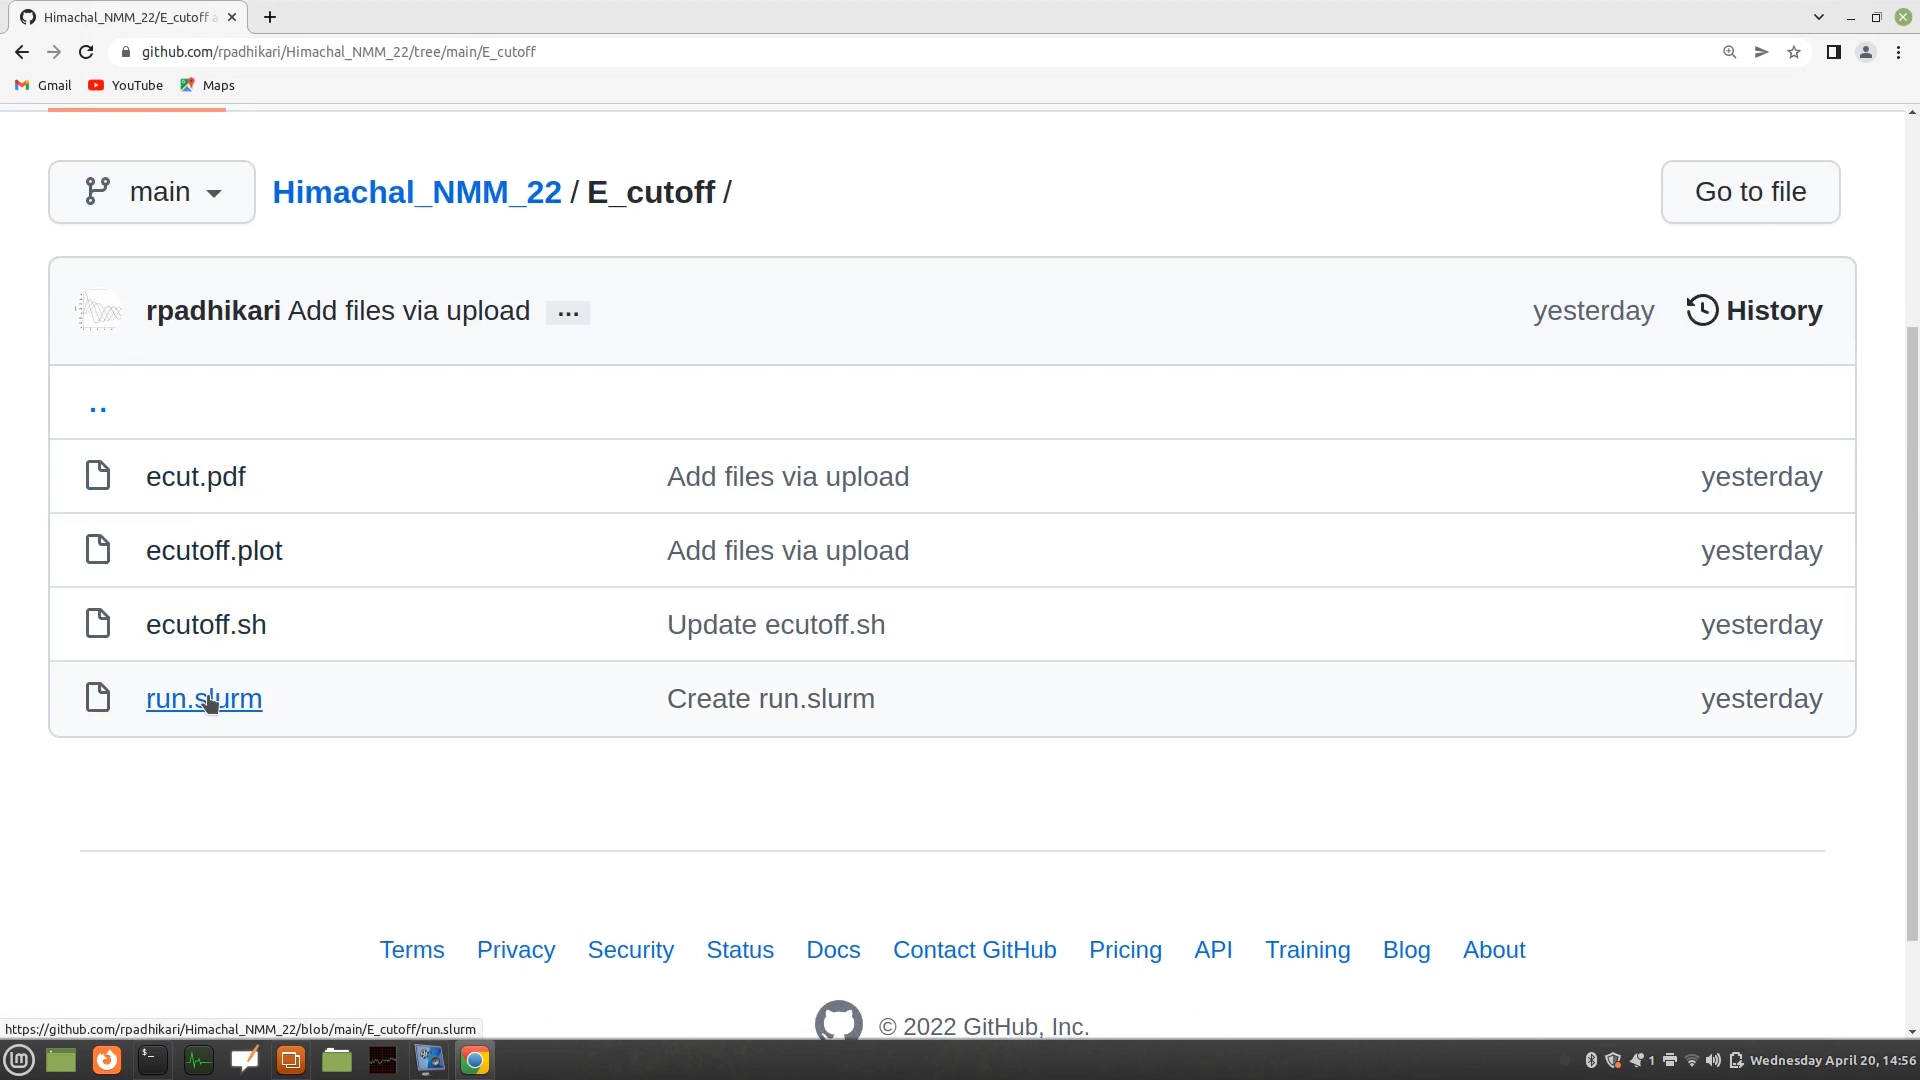 Himachal_NMM_22/E_cutoff a
github.com/rpadhikari/Himachal_NMM_22/tree/main/E_cutoff
Gmail YouTube Maps
main Himachal_NMM_22 / E_cutoff / Go to file
rpadhikari Add files via upload ... yesterday History
..
ecut.pdf Add files via upload yesterday
ecutoff.plot Add files via upload yesterday
ecutoff.sh Update ecutoff.sh yesterday
run.slurm Create run.slurm yesterday
Terms Privacy Security Status Docs Contact GitHub Pricing API Training Blog About
© 2022 GitHub, Inc.
https://github.com/rpadhikari/Himachal_NMM_22/blob/main/E_cutoff/run.slurm
1 Wednesday April 20, 14:56